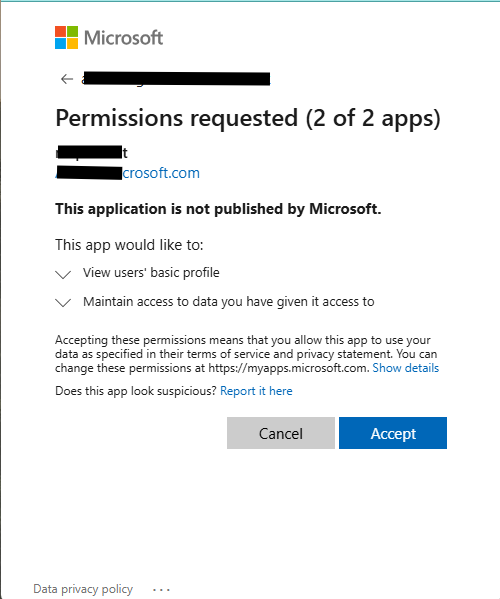 Microsoft
Permissions requested (2 of 2 apps)
t
crosoft.com
This application is not published by Microsoft.
This app would like to:
View users' basic profile
Maintain access to data you have given it access to
Accepting these permissions means that you allow this app to use your
data as specified in their terms of service and privacy statement. You can
change these permissions at https://myapps.microsoft.com. Show details
Does this app look suspicious? Report it here
Cancel Accept
Data privacy policy ...